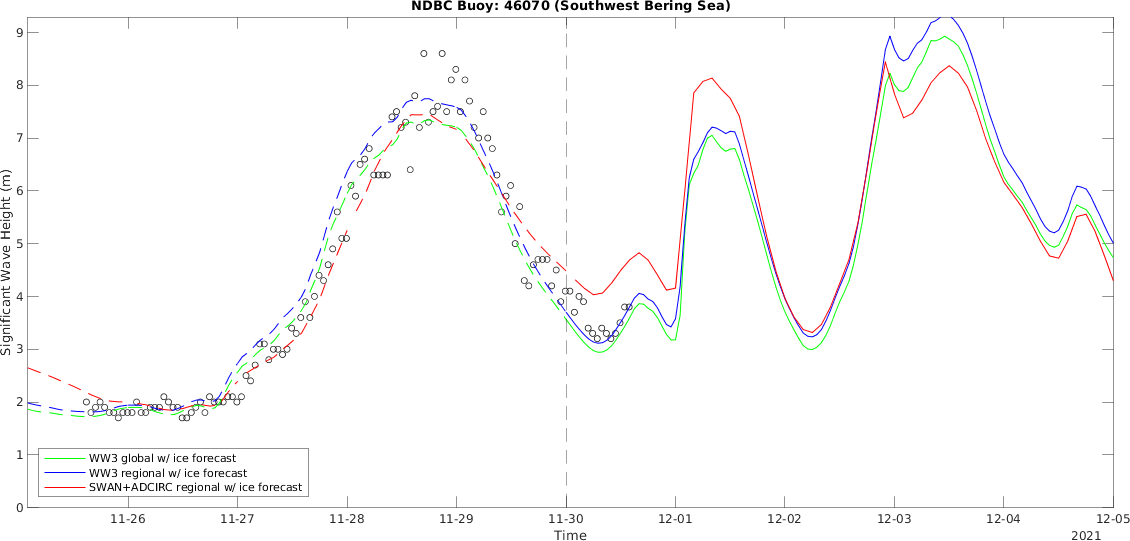 NDBC Buoy: 46070 (Southwest Bering Sea)
Significant Wave Height (m)
9
8
7
6
5
4
3
2
1
0
WW3 global w/ ice forecast
WW3 regional w/ ice forecast
SWAN+ADCIRC regional w/ ice forecast
11-26 11-27 11-28 11-29 11-30 12-01 12-02 12-03 12-04 12-05
Time
2021